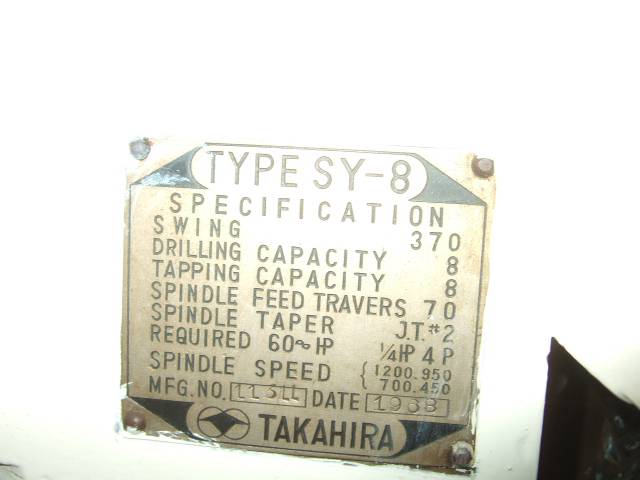 TYPE SY-8
SPECIFICATION
SWING 370
DRILLING CAPACITY 8
TAPPING CAPACITY 8
SPINDLE FEED TRAVERS 70
SPINDLE TAPER J.T.#2
REQUIRED 60~HP 1/4HP 4P
SPINDLE SPEED { 1200.950
700.450
MFG.NO. DATE 1968
TAKAHIRA